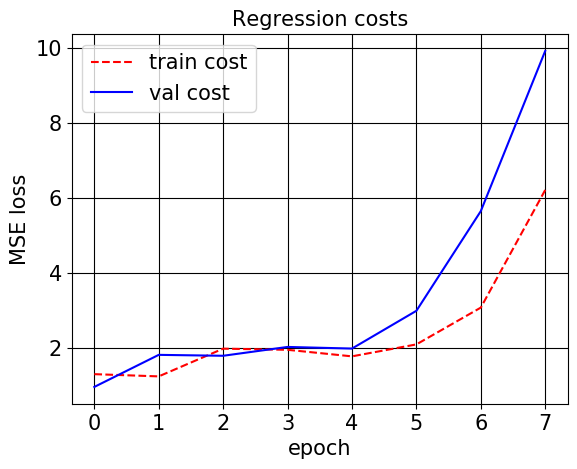 Regression costs
train cost
val cost
MSE loss
10
8
6
4
2
0 1 2 3 4 5 6 7
epoch